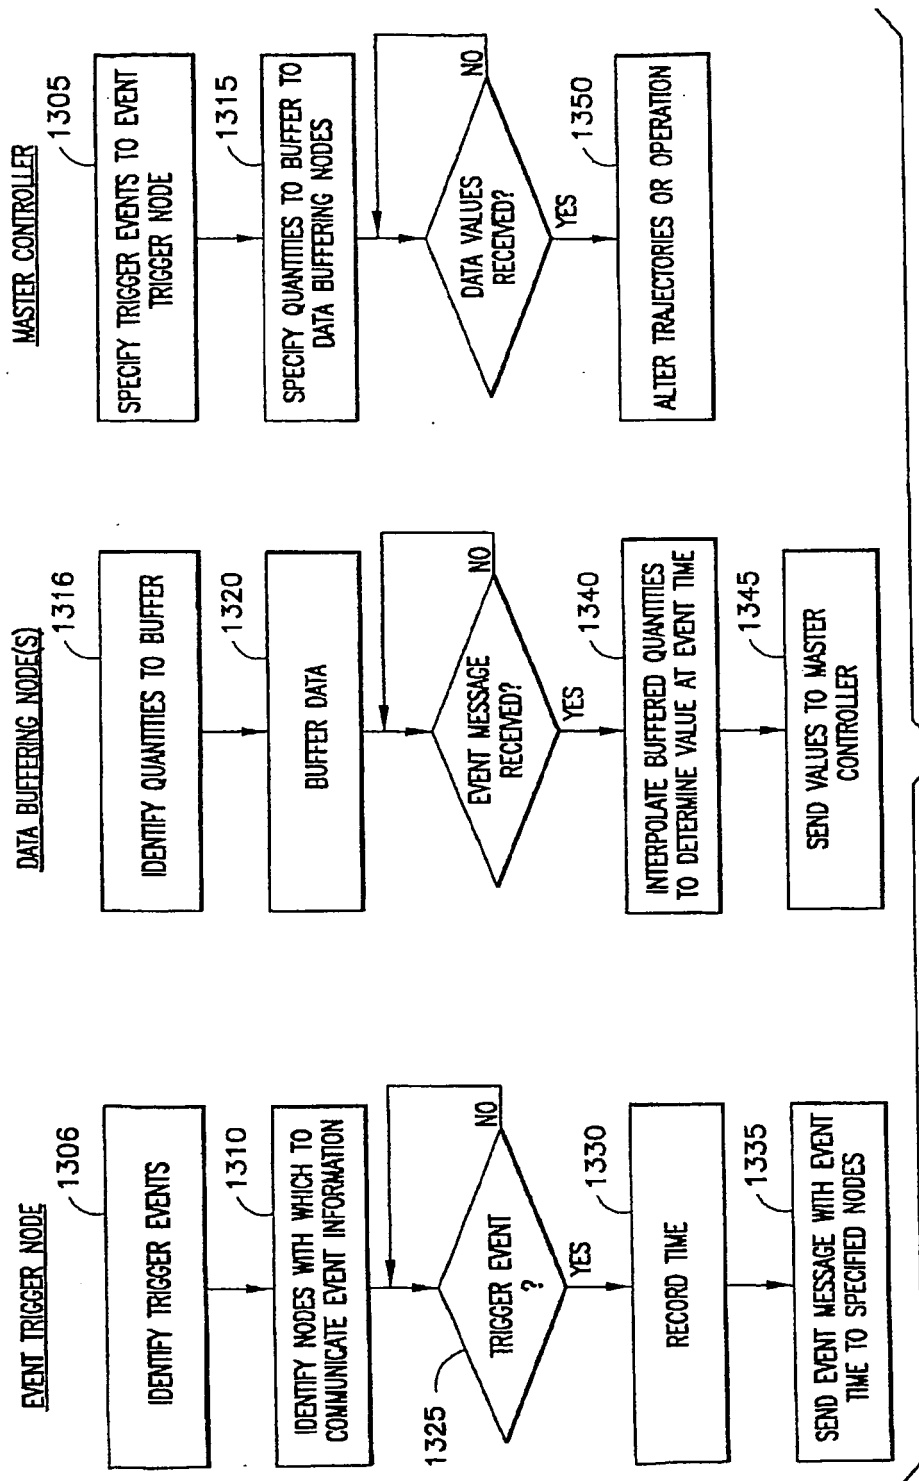 EVENT TRIGGER NODE
1306
IDENTIFY TRIGGER EVENTS
1310
IDENTIFY NODES WITH WHICH TO
COMMUNICATE EVENT INFORMATION
1325
TRIGGER EVENT
?
NO
YES
1330
RECORD TIME
1335
SEND EVENT MESSAGE WITH EVENT
TIME TO SPECIFIED NODES
DATA BUFFERING NODE(S)
1316
IDENTIFY QUANTITIES TO BUFFER
1320
BUFFER DATA
EVENT MESSAGE
RECEIVED?
NO
YES
1340
INTERPOLATE BUFFERED QUANTITIES
TO DETERMINE VALUE AT EVENT TIME
1345
SEND VALUES TO MASTER
CONTROLLER
MASTER CONTROLLER
1305
SPECIFY TRIGGER EVENTS TO EVENT
TRIGGER NODE
1315
SPECIFY QUANTITIES TO BUFFER TO
DATA BUFFERING NODES
DATA VALUES
RECEIVED?
NO
YES
1350
ALTER TRAJECTORIES OR OPERATION